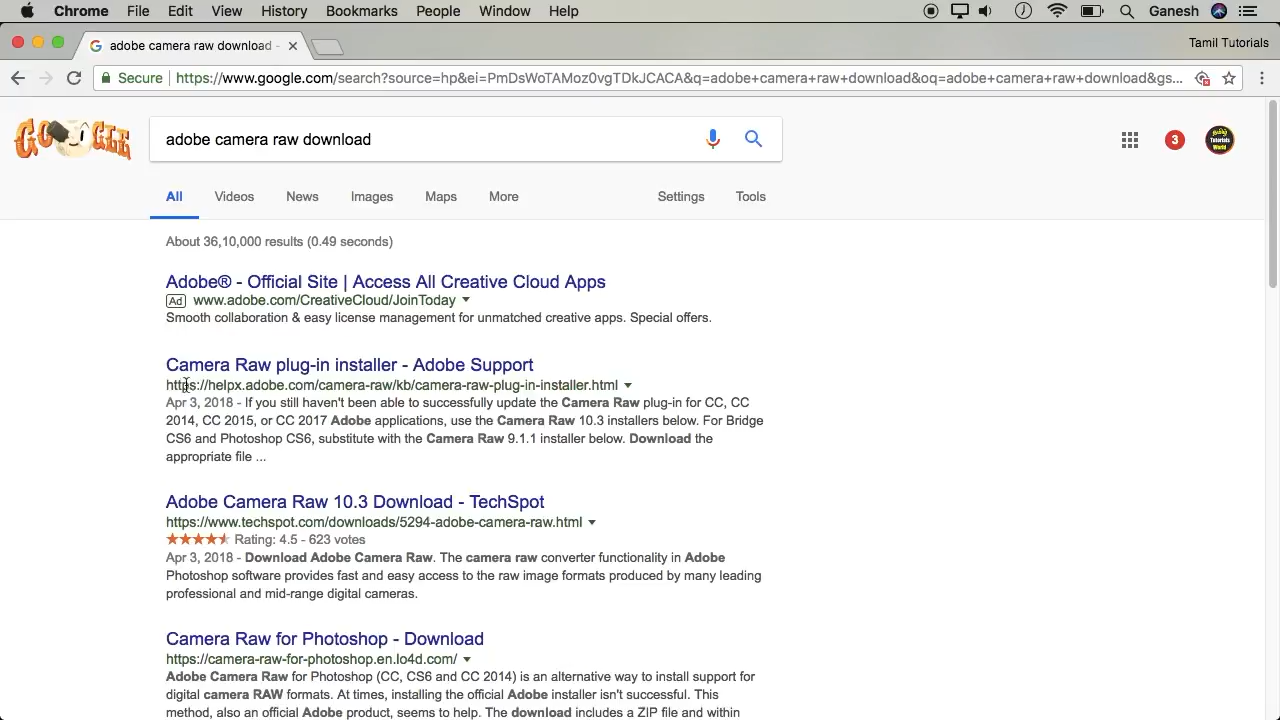 Chrome File Edit View History Bookmarks People Window Help Ganesh
adobe camera raw download - Tamil Tutorials
Secure https://www.google.com/search?source=hp&ei=PmDsWoTAMoz0vgTDkJCACA&q=adobe+camera+raw+download&oq=adobe+camera+raw+download&gs...
GOOGLE adobe camera raw download 3
All Videos News Images Maps More Settings Tools
About 36,10,000 results (0.49 seconds)
Adobe® - Official Site | Access All Creative Cloud Apps
Ad www.adobe.com/CreativeCloud/JoinToday
Smooth collaboration & easy license management for unmatched creative apps. Special offers.
Camera Raw plug-in installer - Adobe Support
https://helpx.adobe.com/camera-raw/kb/camera-raw-plug-in-installer.html
Apr 3, 2018 - If you still haven't been able to successfully update the Camera Raw plug-in for CC, CC
2014, CC 2015, or CC 2017 Adobe applications, use the Camera Raw 10.3 installers below. For Bridge
CS6 and Photoshop CS6, substitute with the Camera Raw 9.1.1 installer below. Download the
appropriate file ...
Adobe Camera Raw 10.3 Download - TechSpot
https://www.techspot.com/downloads/5294-adobe-camera-raw.html
Rating: 4.5 - 623 votes
Apr 3, 2018 - Download Adobe Camera Raw. The camera raw converter functionality in Adobe
Photoshop software provides fast and easy access to the raw image formats produced by many leading
professional and mid-range digital cameras.
Camera Raw for Photoshop - Download
https://camera-raw-for-photoshop.en.lo4d.com/
Adobe Camera Raw for Photoshop (CC, CS6 and CC 2014) is an alternative way to install support for
digital camera RAW formats. At times, installing the official Adobe installer isn't successful. This
method, also an official Adobe product, seems to help. The download includes a ZIP file and within